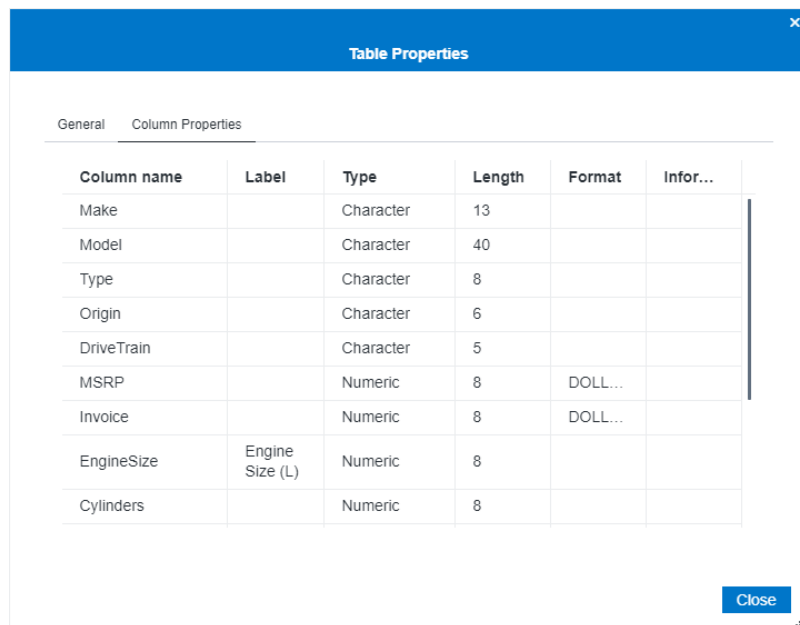 ×
Table Properties
General Column Properties
Column name Label Type Length Format Infor...
Make Character 13
Model Character 40
Type Character 8
Origin Character 6
DriveTrain Character 5
MSRP Numeric 8 DOLL...
Invoice Numeric 8 DOLL...
EngineSize Engine Size (L) Numeric 8
Cylinders Numeric 8
Close